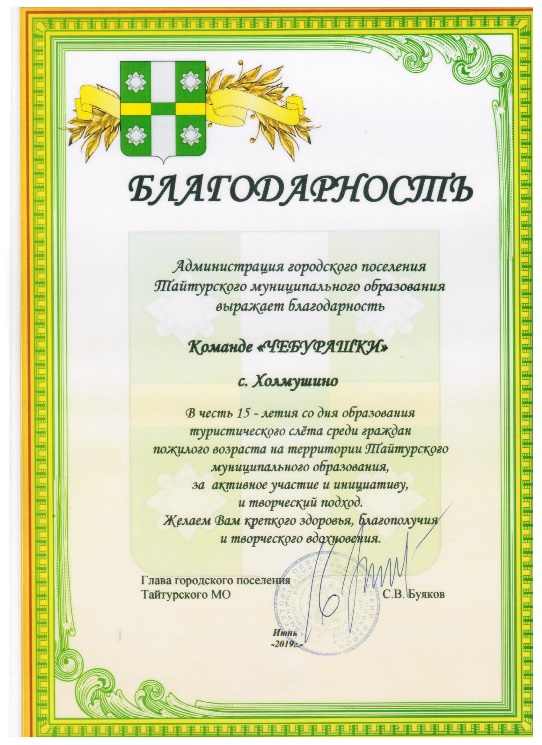 БЛАГОДАРНОСТЬ
Администрация городского поселения
Тайтурского муниципального образования
выражает благодарность
Команде «ЧЕБУРАШКИ»
с. Холмушино
В честь 15 - летия со дня образования
туристического слёта среди граждан
пожилого возраста на территории Тайтурского
муниципального образования,
за активное участие и инициативу,
и творческий подход.
Желаем Вам крепкого здоровья, благополучия
и творческого вдохновения.
Глава городского поселения
Тайтурского МО С.В. Буяков
Июнь
-2019г.-